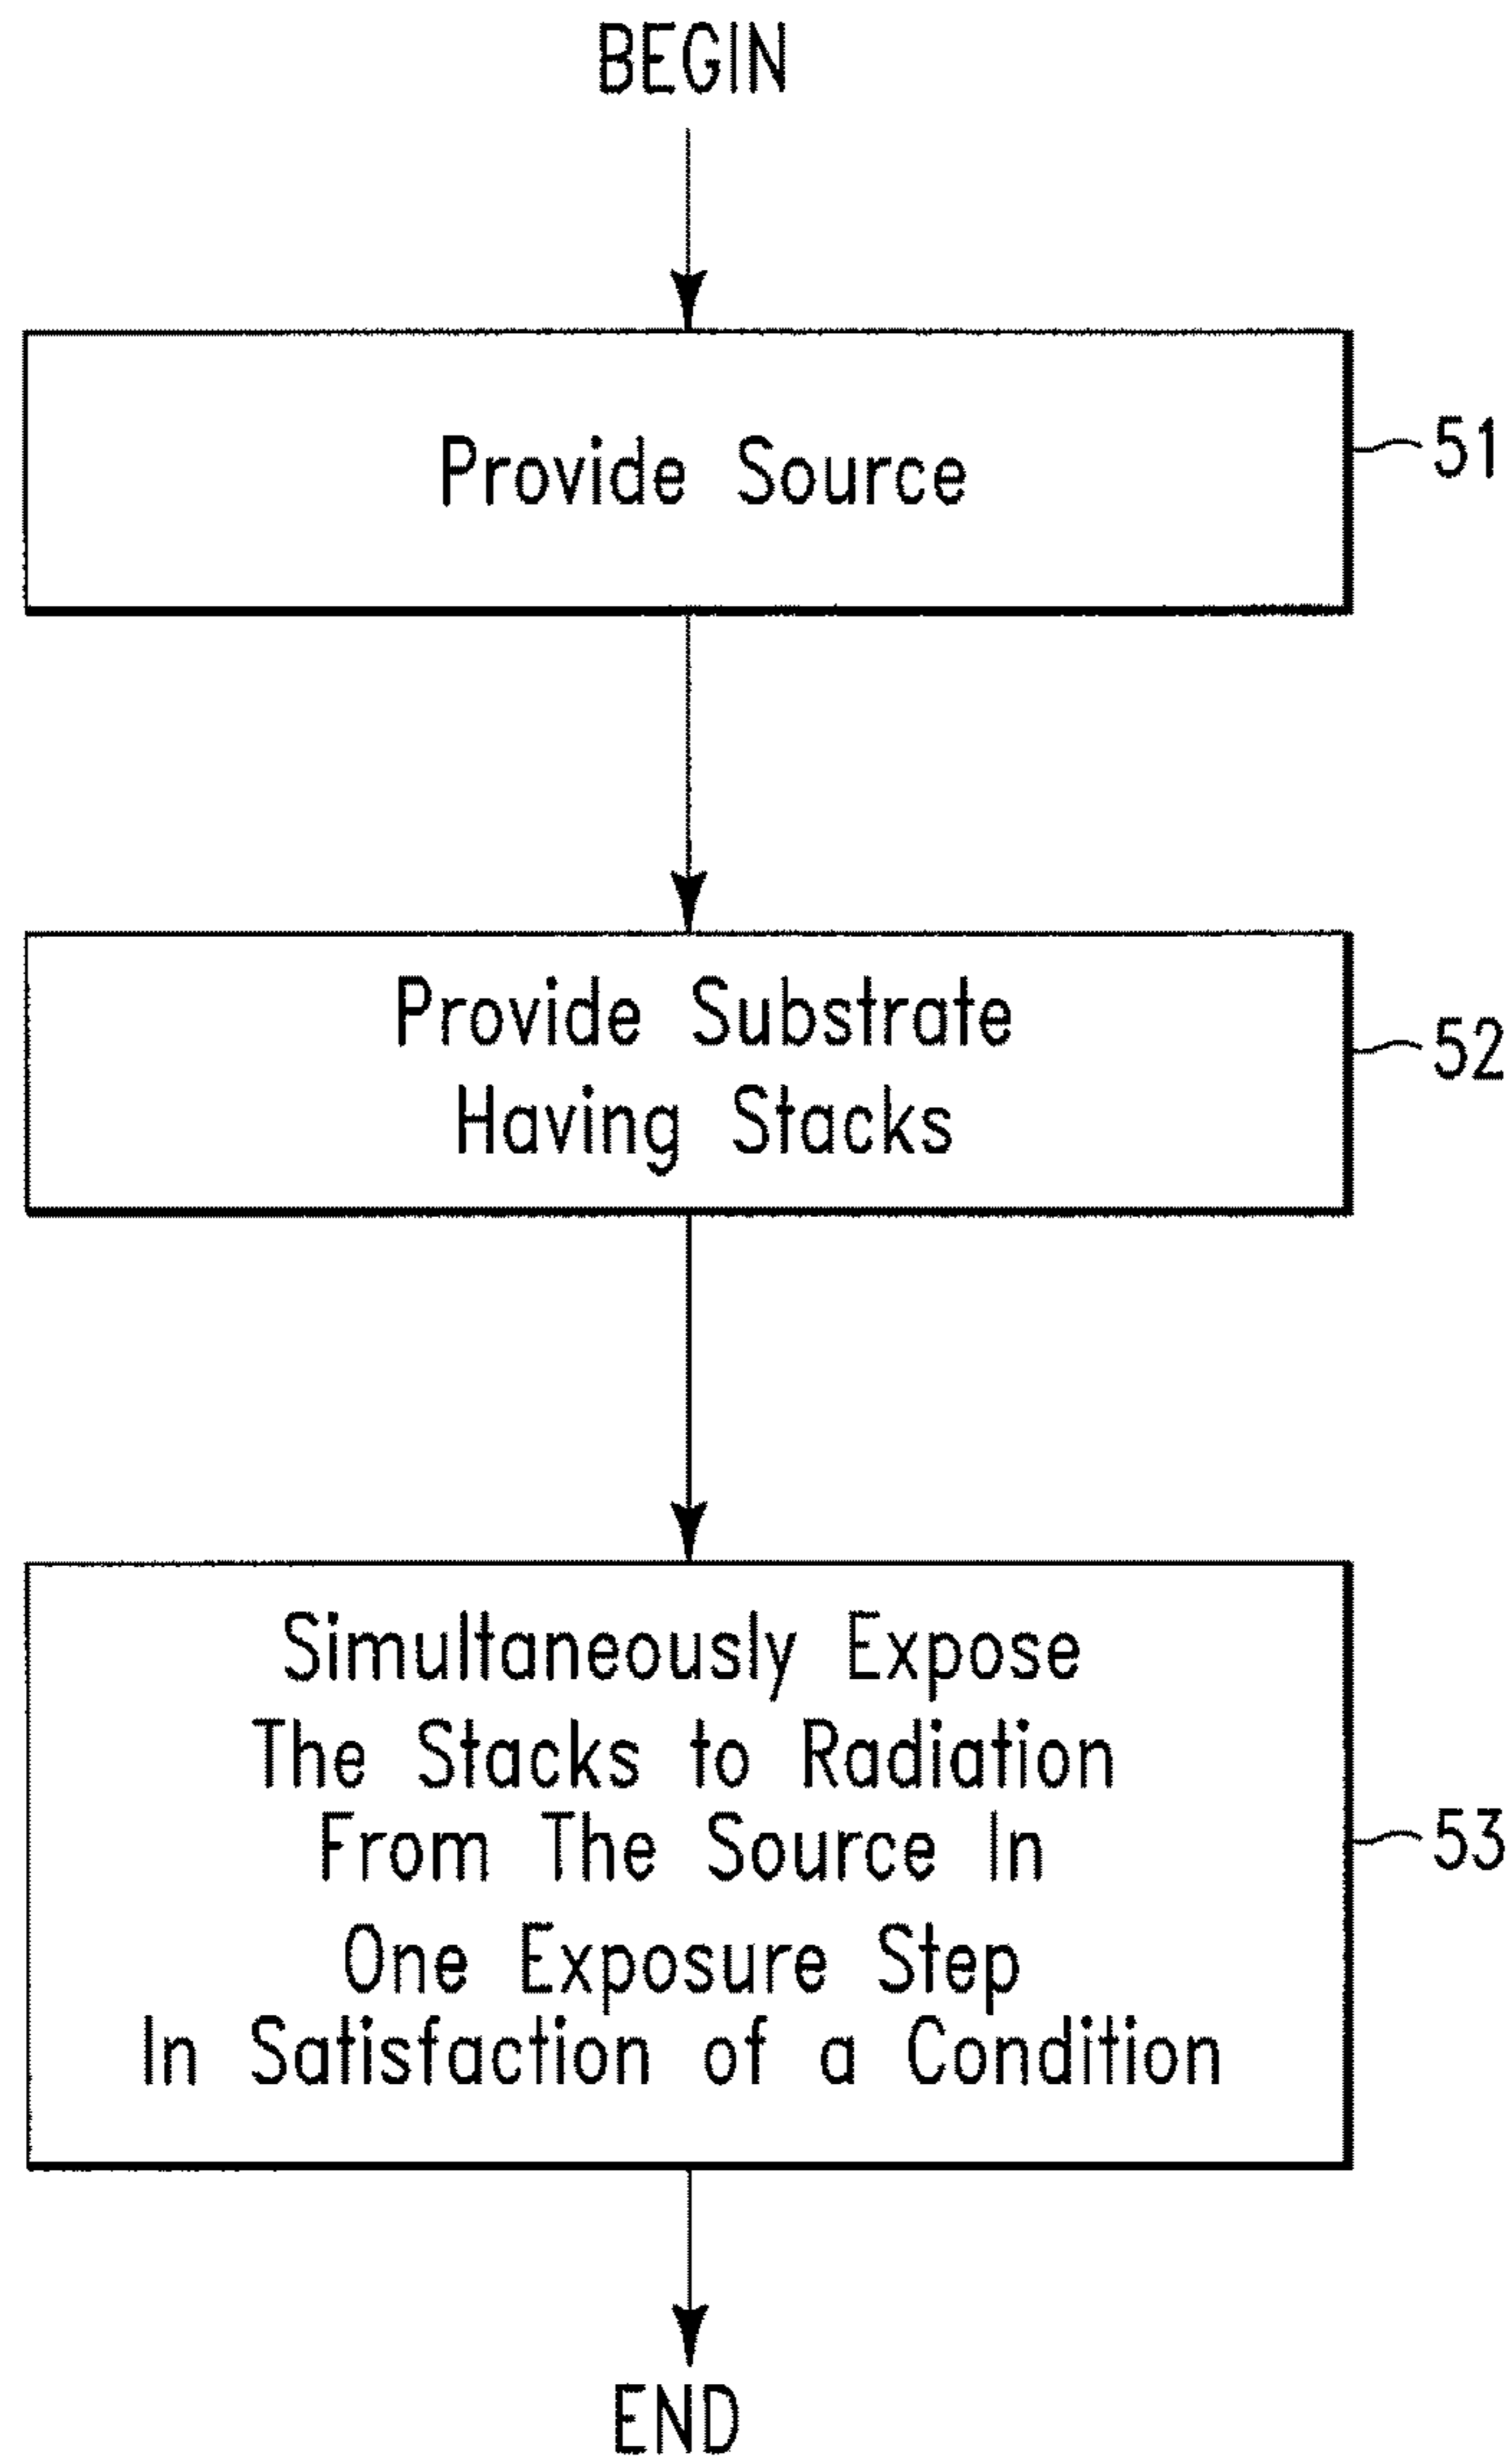 BEGIN
Provide Source
51
Provide Substrate
Having Stacks
52
Simultaneously Expose
The Stacks to Radiation
From The Source In
One Exposure Step
In Satisfaction of a Condition
53
END